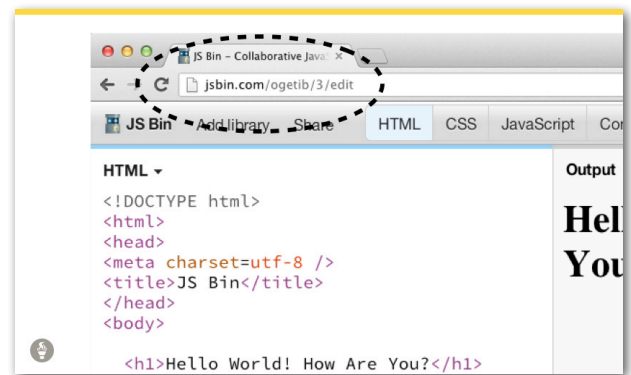 JS Bin – Collaborative Java
jsbin.com/ogetib/3/edit
JS Bin Add library Share HTML CSS JavaScript
HTML Output
<!DOCTYPE html>
<html>
<head>
<meta charset=utf-8 />
<title>JS Bin</title>
</head>
<body>
<h1>Hello World! How Are You?</h1>